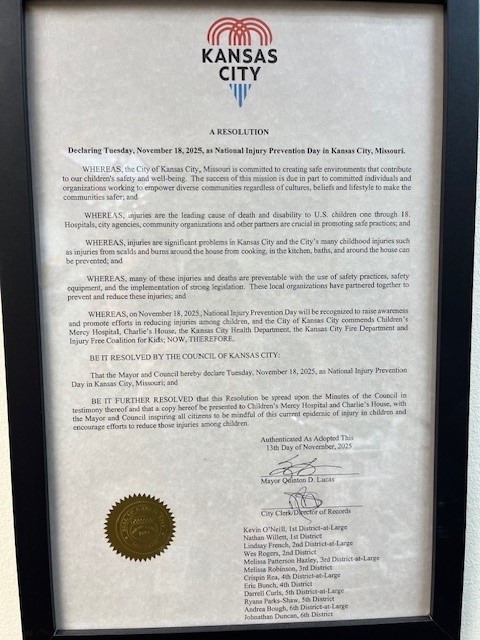 KANSAS
CITY
A RESOLUTION
Declaring Tuesday, November 18, 2025, as National Injury Prevention Day in Kansas City, Missouri.
WHEREAS, the City of Kansas City, Missouri is committed to creating safe environments that contribute
to our children's safety and well-being. The success of this mission is due in part to committed individuals and
organizations working to empower diverse communities regardless of cultures, beliefs and lifestyle to make the
communities safer; and
WHEREAS, injuries are the leading cause of death and disability to U.S. children one through 18.
Hospitals, city agencies, community organizations and other partners are crucial in promoting safe practices; and
WHEREAS, injuries are significant problems in Kansas City and the City's many childhood injuries such
as injuries from scalds and burns around the house from cooking, in the kitchen, baths, and around the house can
be prevented; and
WHEREAS, many of these injuries and deaths are preventable with the use of safety practices, safety
equipment, and the implementation of strong legislation. These local organizations have partnered together to
prevent and reduce these injuries; and
WHEREAS, on November 18, 2025, National Injury Prevention Day will be recognized to raise awareness
and promote efforts in reducing injuries among children, and the City of Kansas City commends Children's
Mercy Hospital, Charlie's House, the Kansas City Health Department, the Kansas City Fire Department and
Injury Free Coalition for Kids; NOW, THEREFORE,
BE IT RESOLVED BY THE COUNCIL OF KANSAS CITY:
That the Mayor and Council hereby declare Tuesday, November 18, 2025, as National Injury Prevention
Day in Kansas City, Missouri; and
BE IT FURTHER RESOLVED that this Resolution be spread upon the Minutes of the Council in
testimony thereof and that a copy hereof be presented to Children's Mercy Hospital and Charlie's House, with
the Mayor and Council inspiring all citizens to be mindful of this current epidemic of injury in children and
encourage efforts to reduce those injuries among children.
Authenticated As Adopted This
13th Day of November, 2025
Mayor Quinton D. Lucas
City Clerk/Director of Records
Kevin O'Neill, 1st District-at-Large
Nathan Willett, 1st District
Lindsay French, 2nd District-at-Large
Wes Rogers, 2nd District
Melissa Patterson Hazley, 3rd District-at-Large
Melissa Robinson, 3rd District
Crispin Rea, 4th District-at-Large
Eric Bunch, 4th District
Darrell Curls, 5th District-at-Large
Ryana Parks-Shaw, 5th District
Andrea Bough, 6th District-at-Large
Johnathan Duncan, 6th District